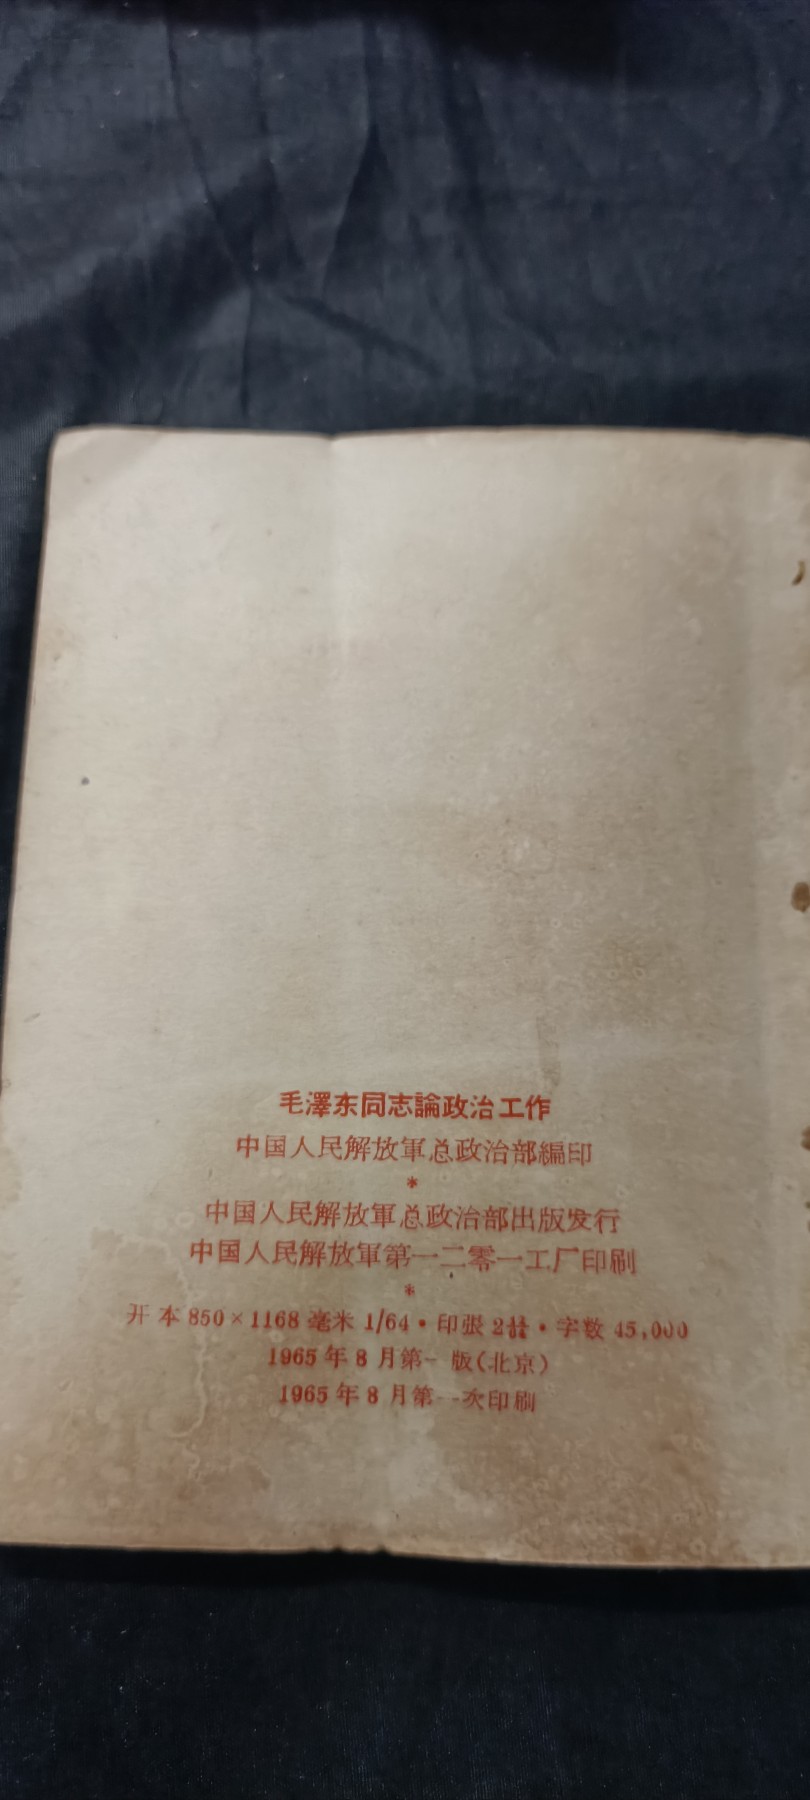 毛澤东同志論政治工作
中国人民解放軍总政治部編印
*
中国人民解放軍总政治部出版发行
中国人民解放軍第一二零一工厂印刷
*
开本 850×1168 毫米 1/64 • 印張 2 • 字数 45,000
1965 年 8 月第一版(北京)
1965 年 8 月第一次印刷